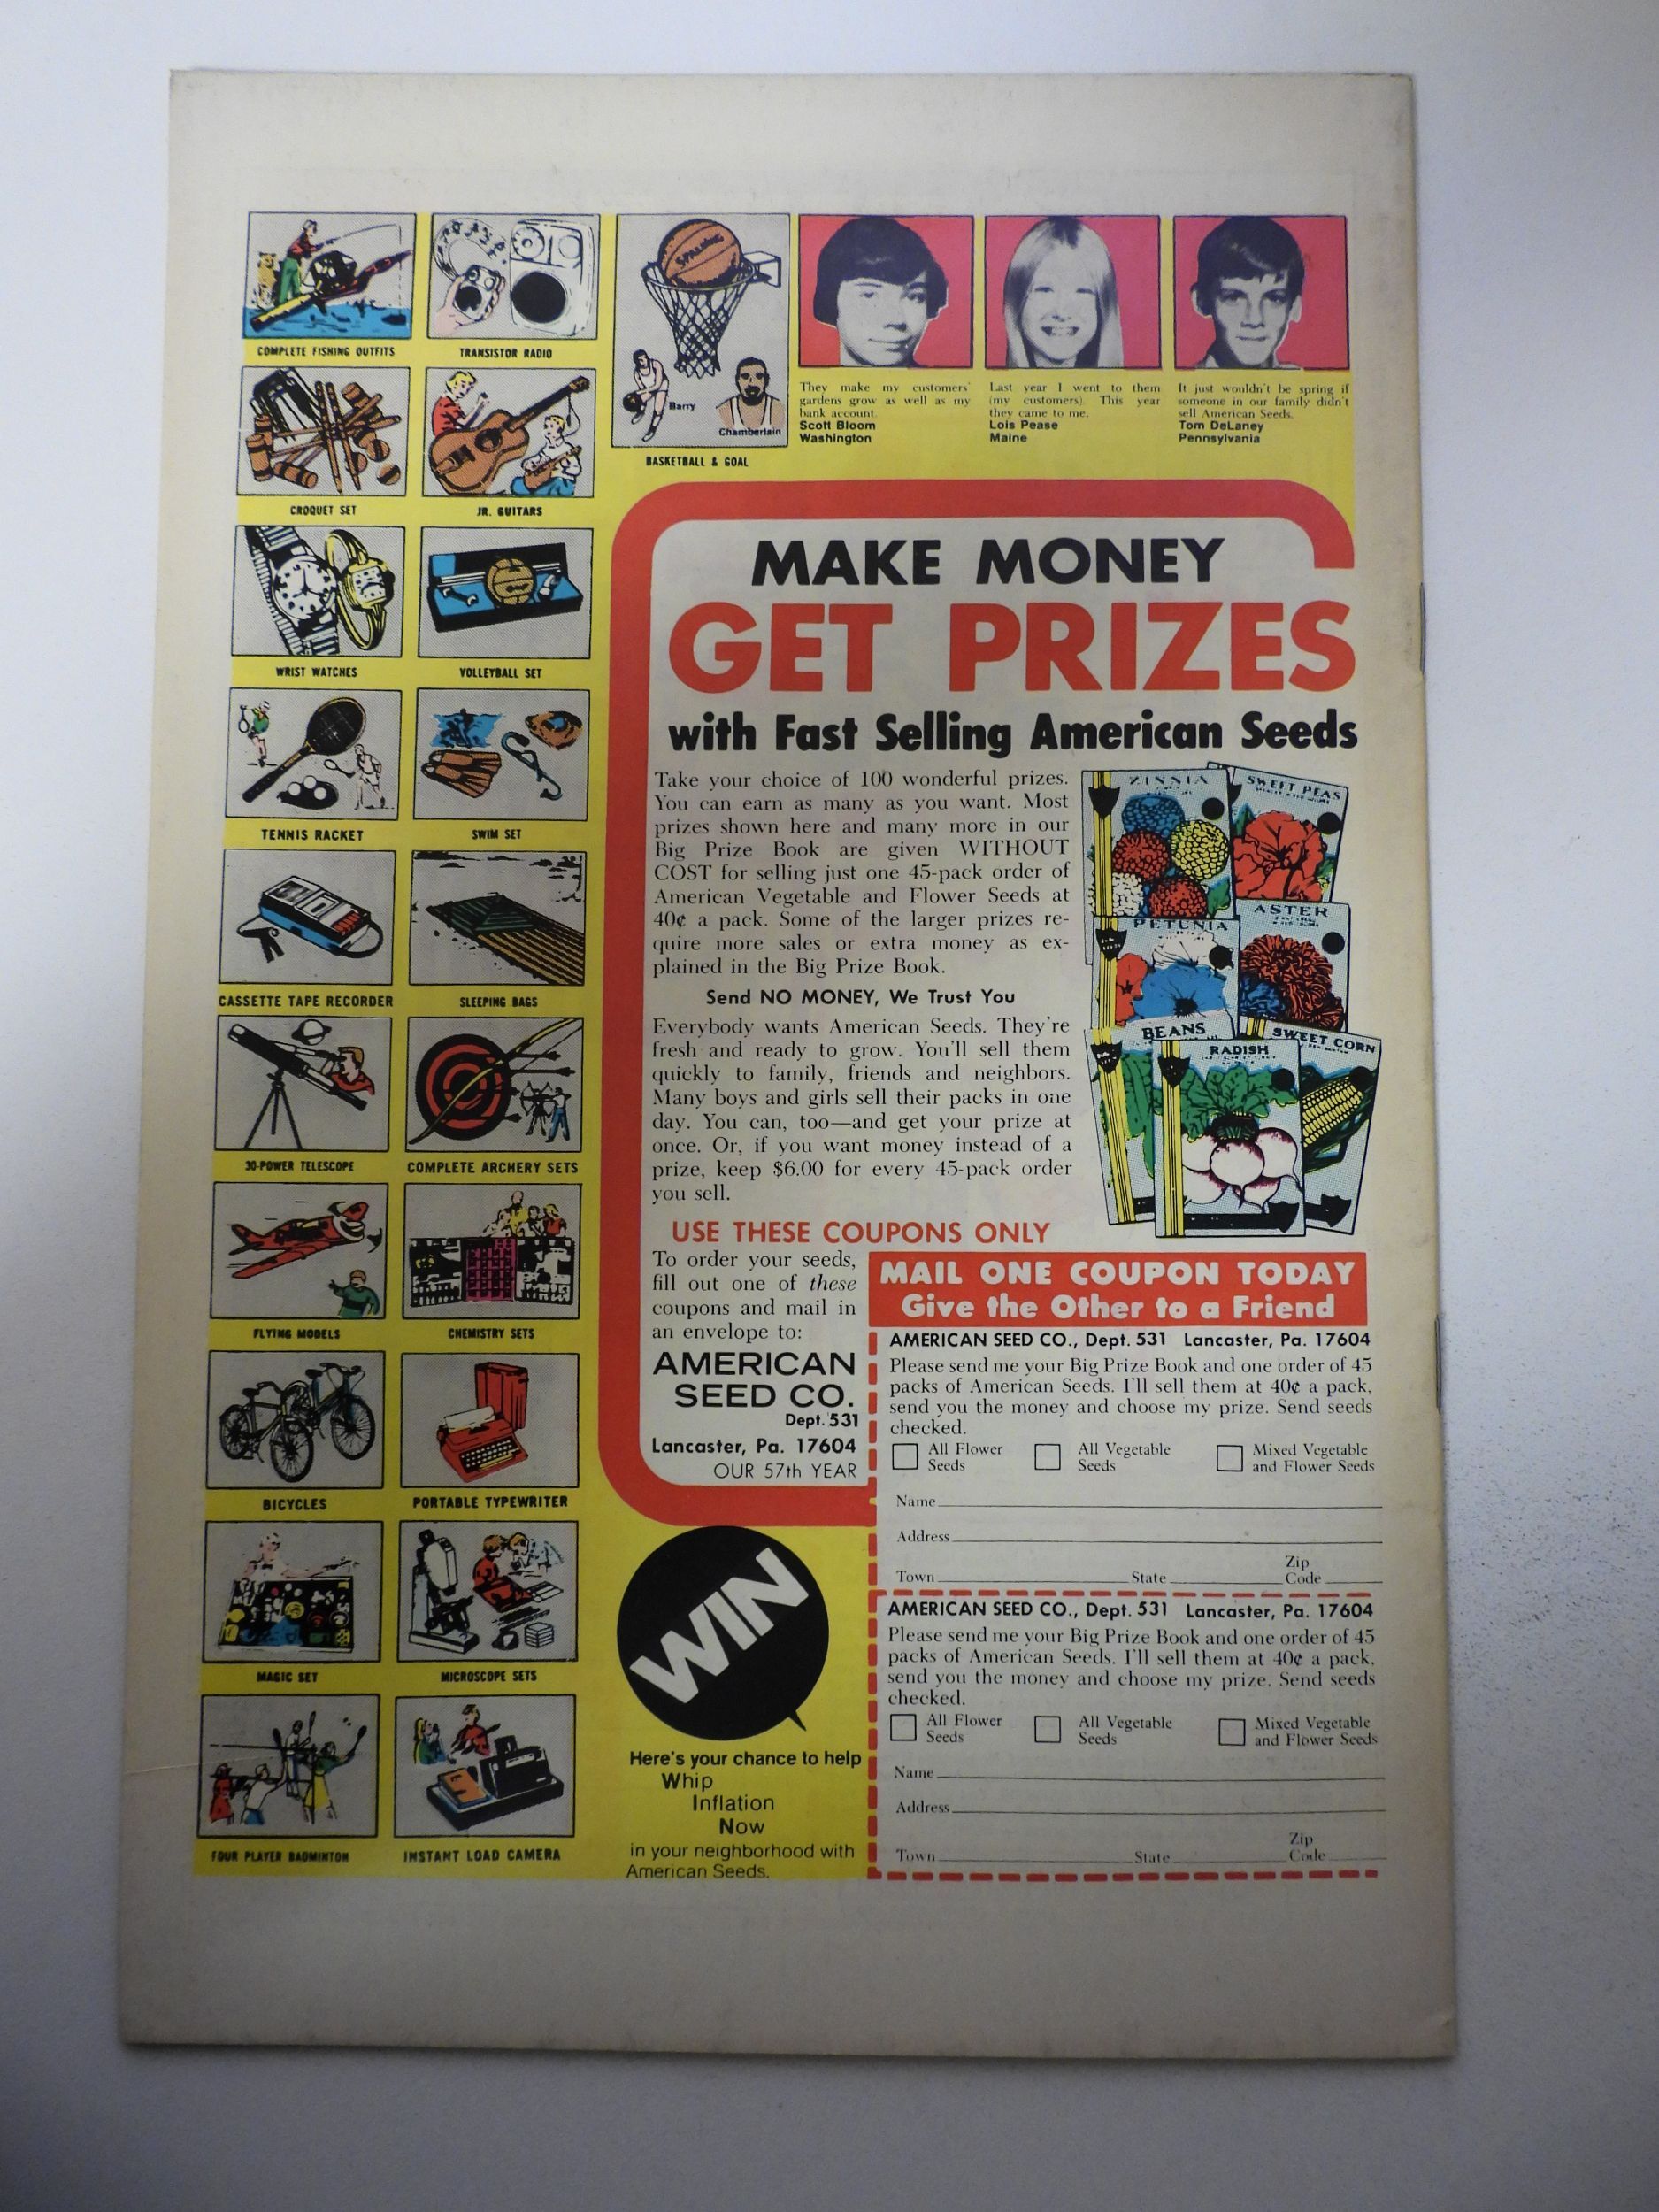 COMPLETE FISHING OUTFITS
TRANSISTOR RADIO
SPALDING
Barry
Chamberlain
BASKETBALL & GOAL
They make my customers'
gardens grow as well as my
bank account.
Scott Bloom
Washington
Last year I went to them
(my customers). This year
they came to me.
Lois Pease
Maine
It just wouldn't be spring if
someone in our family didn't
sell American Seeds.
Tom DeLaney
Pennsylvania
CROQUET SET
JR. GUITARS
WRIST WATCHES
VOLLEYBALL SET
TENNIS RACKET
SWIM SET
CASSETTE TAPE RECORDER
SLEEPING BAGS
30-POWER TELESCOPE
COMPLETE ARCHERY SETS
FLYING MODELS
CHEMISTRY SETS
BICYCLES
PORTABLE TYPEWRITER
MAGIC SET
MICROSCOPE SETS
FOUR PLAYER BADMINTON
INSTANT LOAD CAMERA
MAKE MONEY
GET PRIZES
with Fast Selling American Seeds
Take your choice of 100 wonderful prizes.
You can earn as many as you want. Most
prizes shown here and many more in our
Big Prize Book are given WITHOUT
COST for selling just one 45-pack order of
American Vegetable and Flower Seeds at
40¢ a pack. Some of the larger prizes re-
quire more sales or extra money as ex-
plained in the Big Prize Book.
Send NO MONEY, We Trust You
Everybody wants American Seeds. They're
fresh and ready to grow. You'll sell them
quickly to family, friends and neighbors.
Many boys and girls sell their packs in one
day. You can, too—and get your prize at
once. Or, if you want money instead of a
prize, keep $6.00 for every 45-pack order
you sell.
ZINNIA
SWEET PEAS
PETUNIA
ASTER
BEANS
RADISH
SWEET CORN
USE THESE COUPONS ONLY
To order your seeds,
fill out one of these
coupons and mail in
an envelope to:
AMERICAN
SEED CO.
Dept. 531
Lancaster, Pa. 17604
OUR 57th YEAR
MAIL ONE COUPON TODAY
Give the Other to a Friend
AMERICAN SEED CO., Dept. 531 Lancaster, Pa. 17604
Please send me your Big Prize Book and one order of 45
packs of American Seeds. I'll sell them at 40¢ a pack,
send you the money and choose my prize. Send seeds
checked.
All Flower
Seeds
All Vegetable
Seeds
Mixed Vegetable
and Flower Seeds
Name
Address
Town State Zip Code
AMERICAN SEED CO., Dept. 531 Lancaster, Pa. 17604
Please send me your Big Prize Book and one order of 45
packs of American Seeds. I'll sell them at 40¢ a pack,
send you the money and choose my prize. Send seeds
checked.
All Flower
Seeds
All Vegetable
Seeds
Mixed Vegetable
and Flower Seeds
Name
Address
Town State Zip Code
WIN
Here's your chance to help
Whip
Inflation
Now
in your neighborhood with
American Seeds.